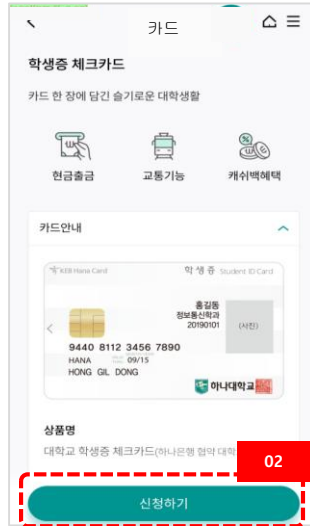 카드
학생증 체크카드
카드 한 장에 담긴 슬기로운 대학생활
현금출금 교통기능 캐쉬백혜택
카드안내
KEB Hana Card 학 생 증 Student ID Card
홍길동
정보통신학과
20190101 (사진)
9440 8112 3456 7890
HANA 09/15
HONG GIL DONG
하나대학교
상품명
대학교 학생증 체크카드(하나은행 협약 대학
02
신청하기